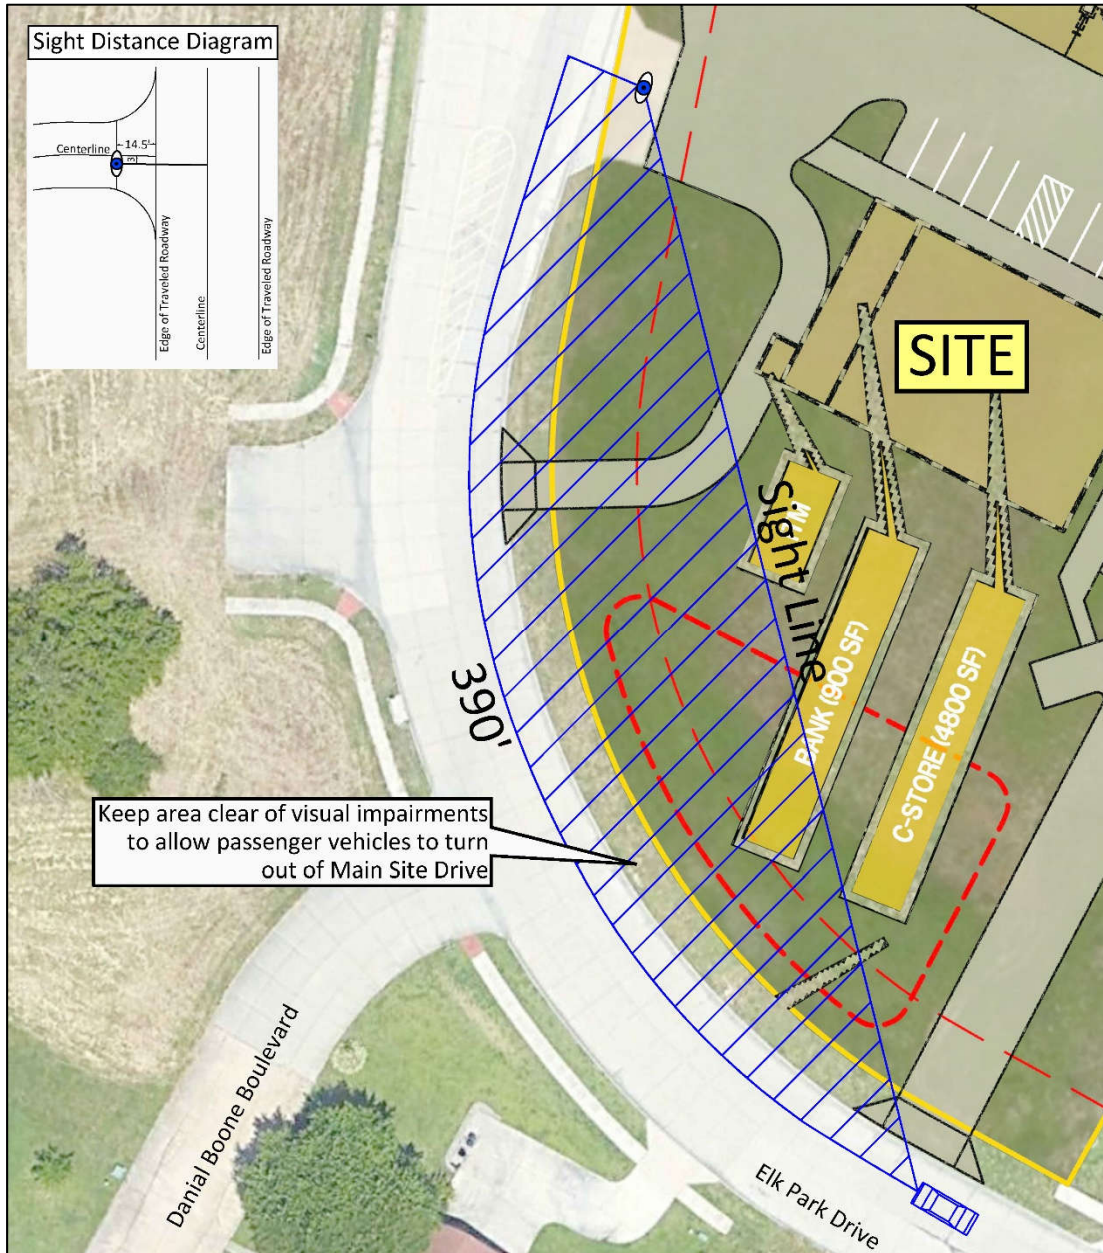 Sight Distance Diagram
Centerline
14.5'
3'
Edge of Traveled Roadway
Centerline
Edge of Traveled Roadway
SITE
Sight Line
BANK (900 SF)
C-STORE (4800 SF)
390'
Keep area clear of visual impairments
to allow passenger vehicles to turn
out of Main Site Drive
Danial Boone Boulevard
Elk Park Drive